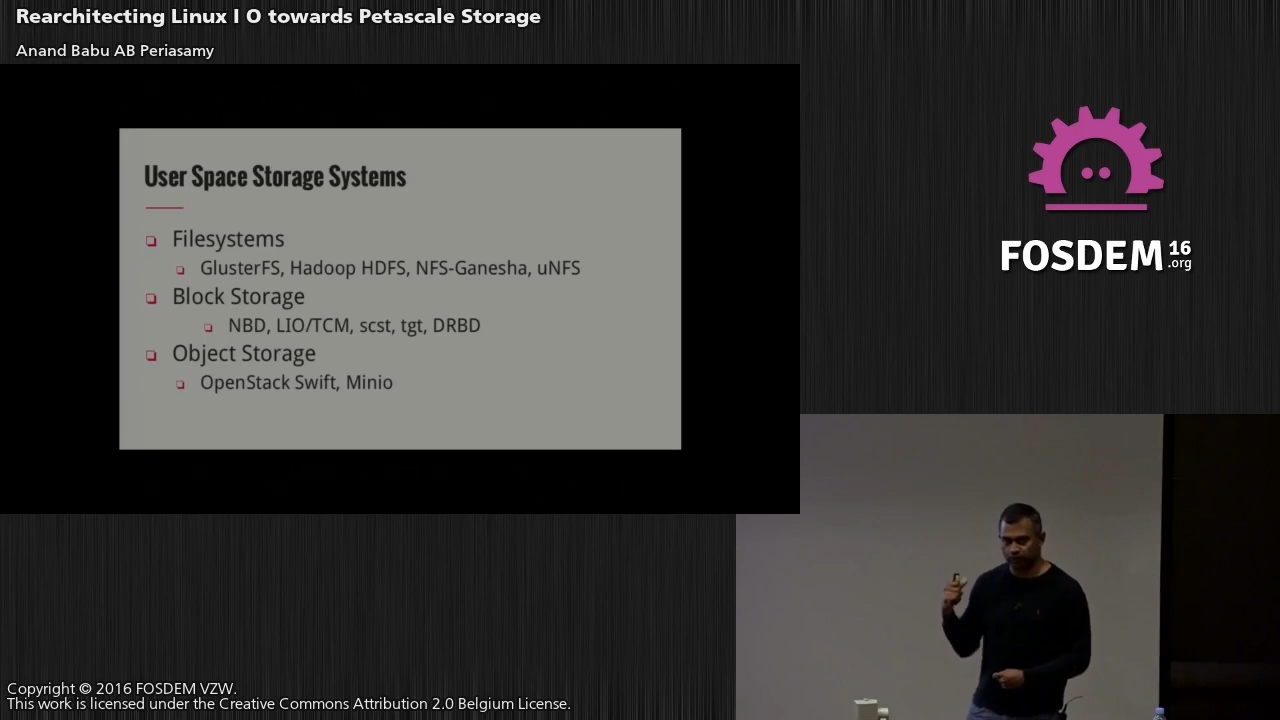 Rearchitecting Linux I O towards Petascale Storage
Anand Babu AB Periasamy
User Space Storage Systems
Filesystems
GlusterFS, Hadoop HDFS, NFS-Ganesha, uNFS
Block Storage
NBD, LIO/TCM, scst, tgt, DRBD
Object Storage
OpenStack Swift, Minio
FOSDEM 16
.org
Copyright © 2016 FOSDEM VZW.
This work is licensed under the Creative Commons Attribution 2.0 Belgium License.